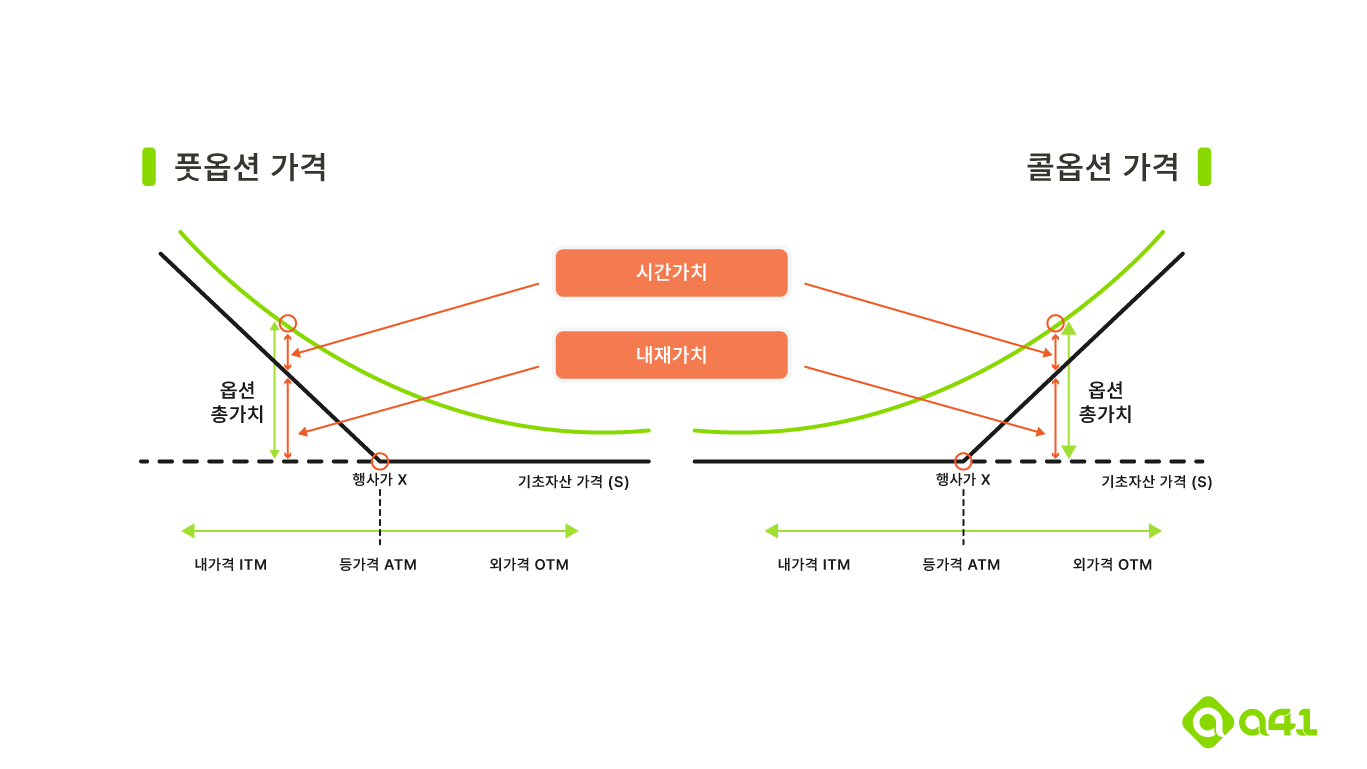 풋옵션 가격
콜옵션 가격
시간가치
내재가치
옵션
총가치
옵션
총가치
행사가 X
기초자산 가격 (S)
행사가 X
기초자산 가격 (S)
내가격 ITM
등가격 ATM
외가격 OTM
내가격 ITM
등가격 ATM
외가격 OTM
a41